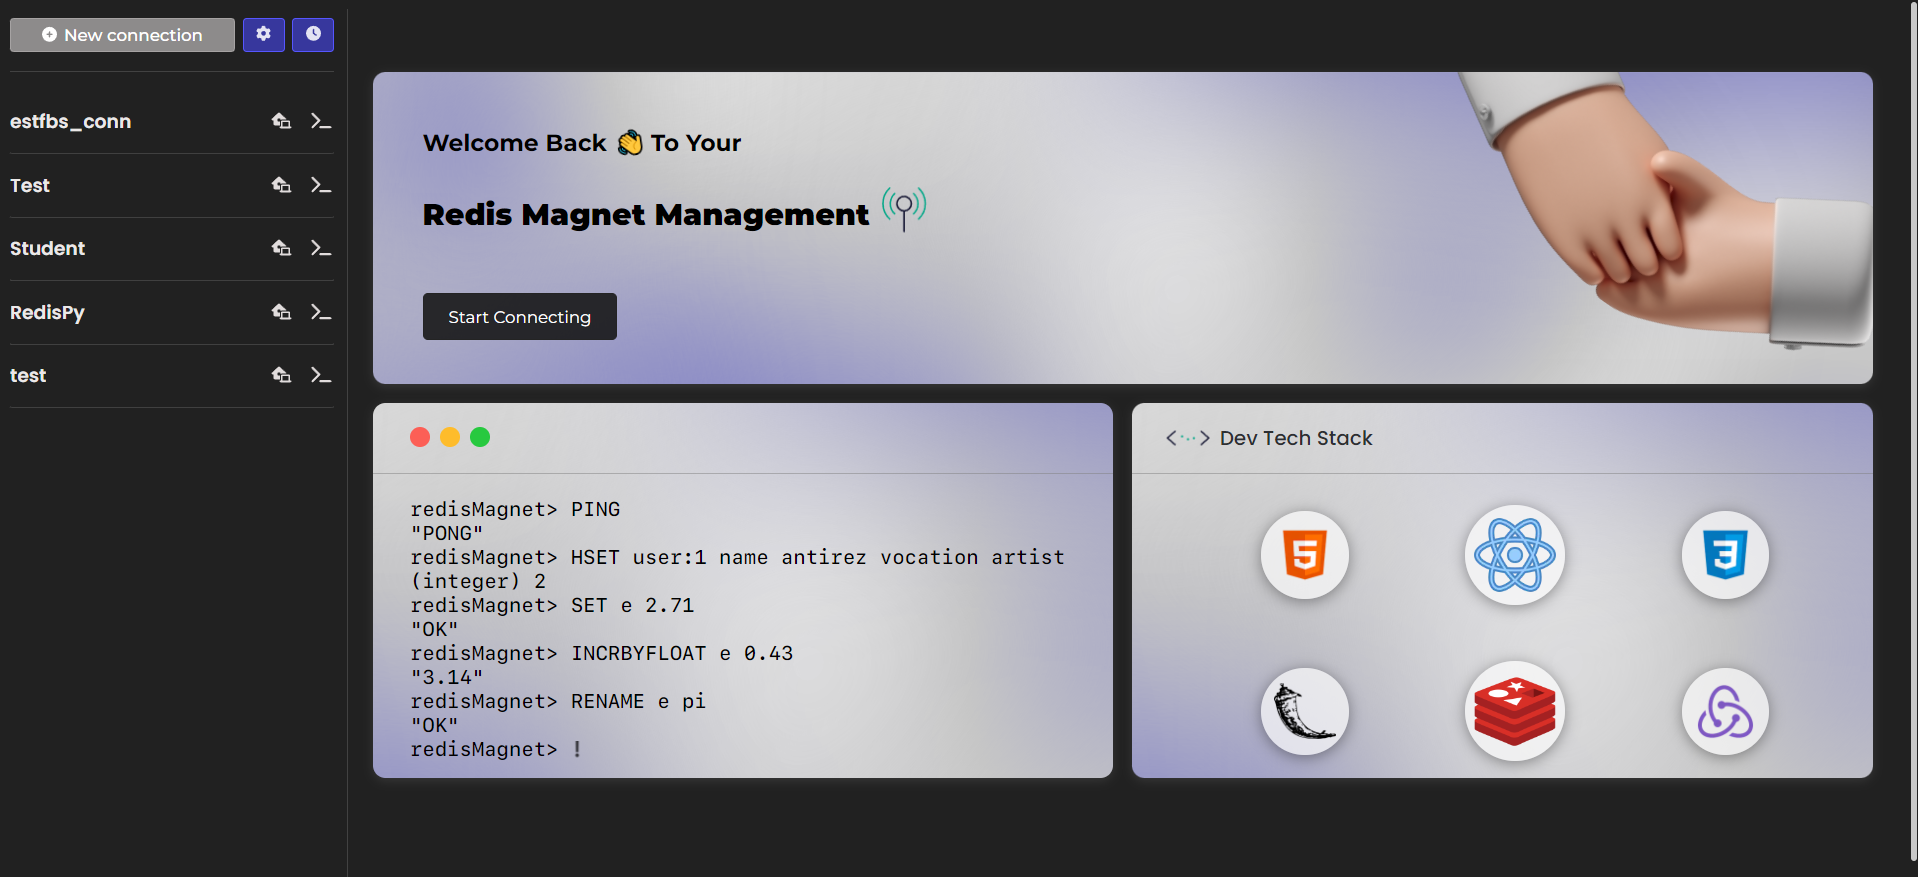 New connection
estfbs_conn
Test
Student
RedisPy
test
Welcome Back 👏 To Your
Redis Magnet Management
Start Connecting
redisMagnet> PING
"PONG"
redisMagnet> HSET user:1 name antirez vocation artist
(integer) 2
redisMagnet> SET e 2.71
"OK"
redisMagnet> INCRBYFLOAT e 0.43
"3.14"
redisMagnet> RENAME e pi
"OK"
redisMagnet> !
Dev Tech Stack
5
3